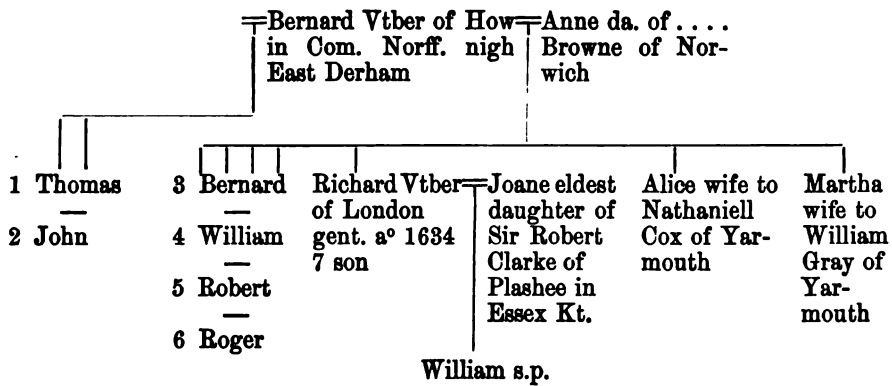 Bernard Vtber of How
in Com. Norff. nigh
East Derham
Anne da. of . . . .
Browne of Nor-
wich
1 Thomas
2 John
3 Bernard
4 William
5 Robert
6 Roger
Richard Vtber
of London
gent. aº 1634
7 son
Joane eldest
daughter of
Sir Robert
Clarke of
Plashee in
Essex Kt.
Alice wife to
Nathaniell
Cox of Yar-
mouth
Martha
wife to
William
Gray of
Yar-
mouth
William s.p.